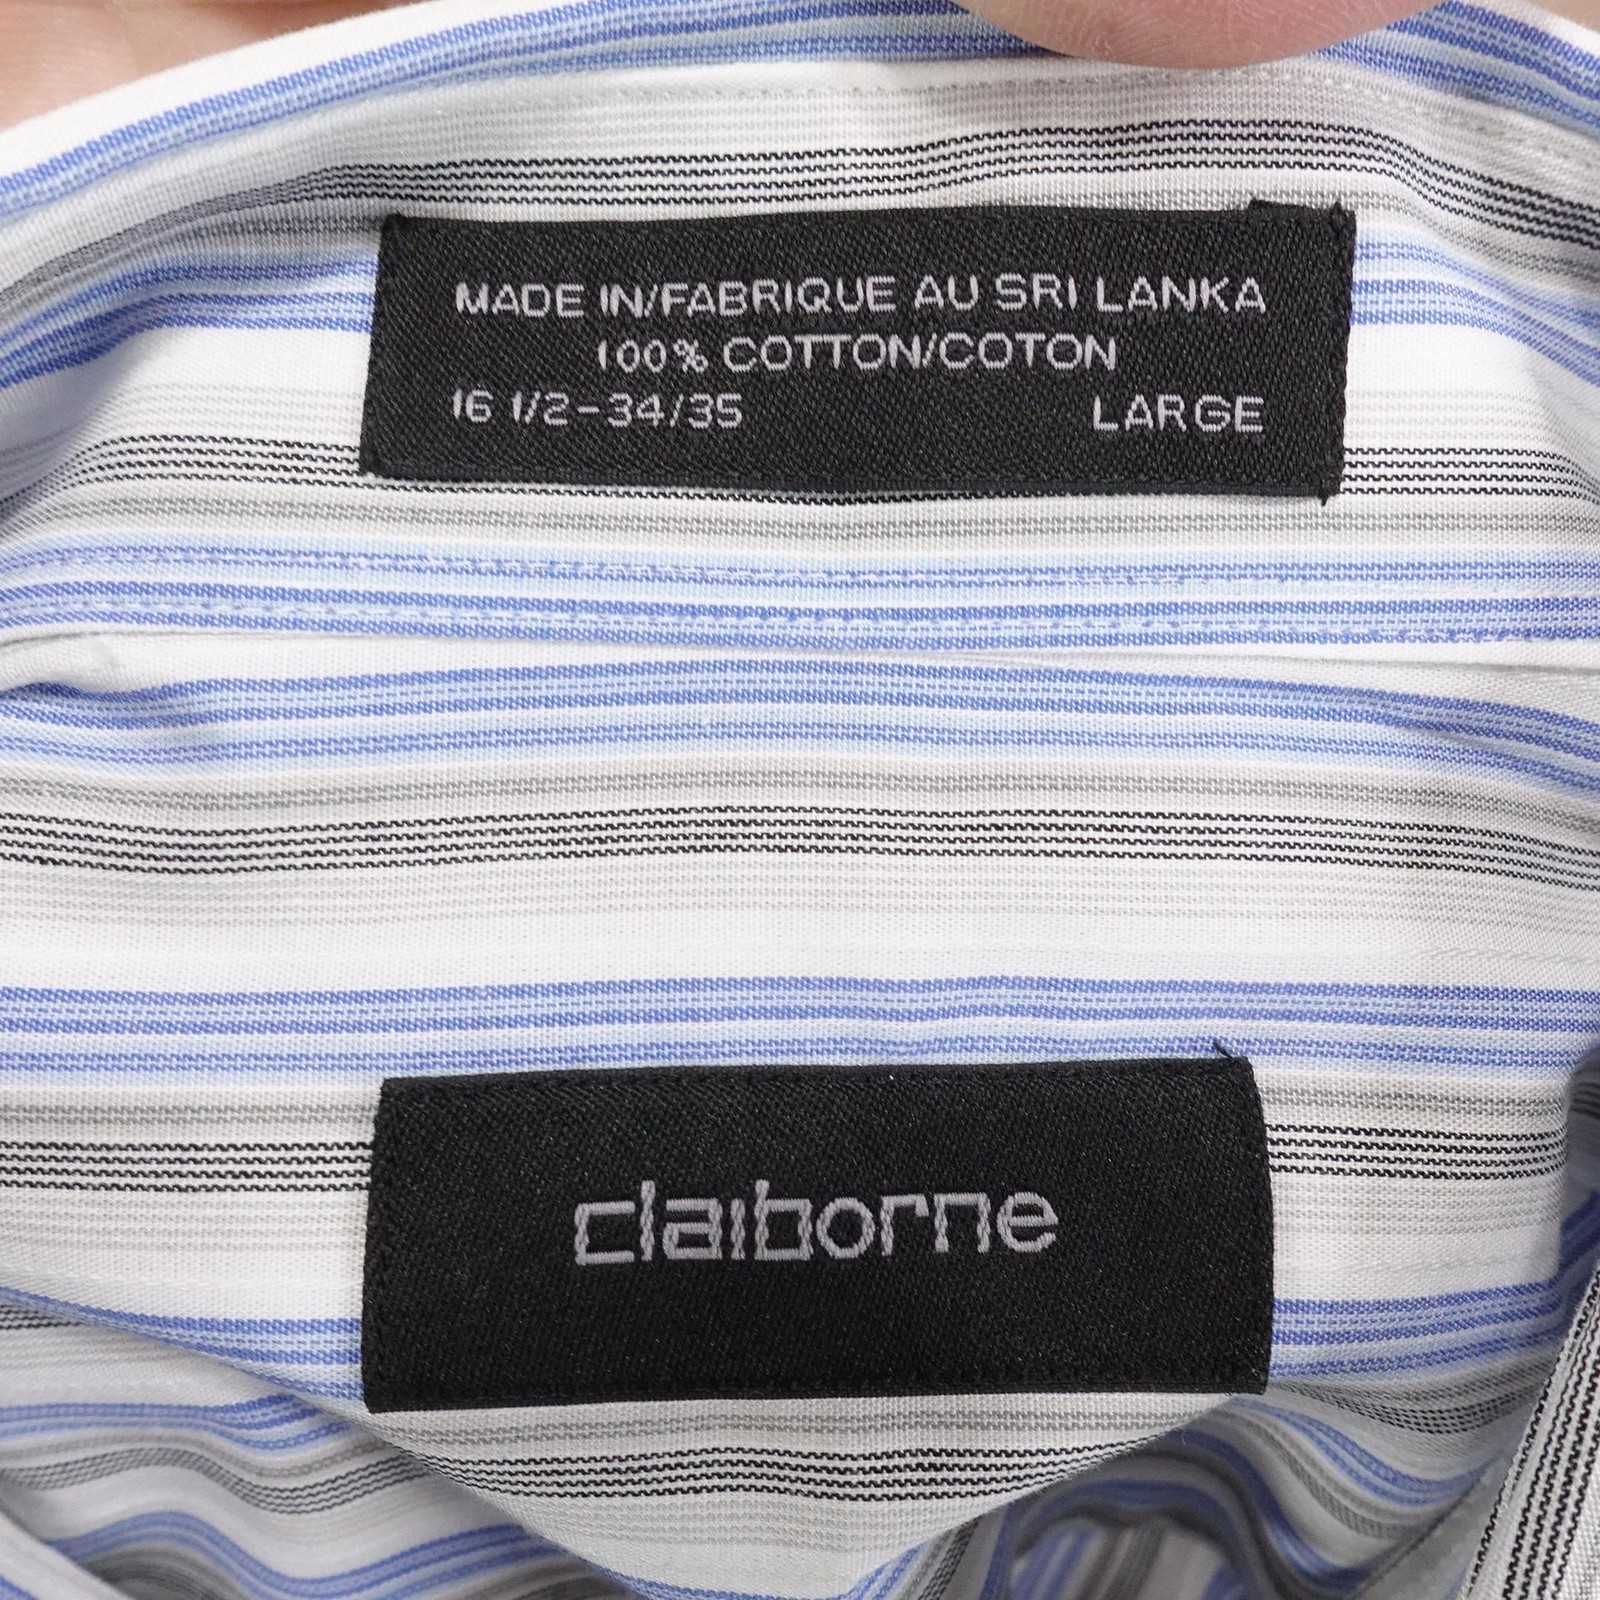 MADE IN/FABRIQUE AU SRI LANKA
100% COTTON/COTON
16 1/2-34/35 LARGE
claiborne